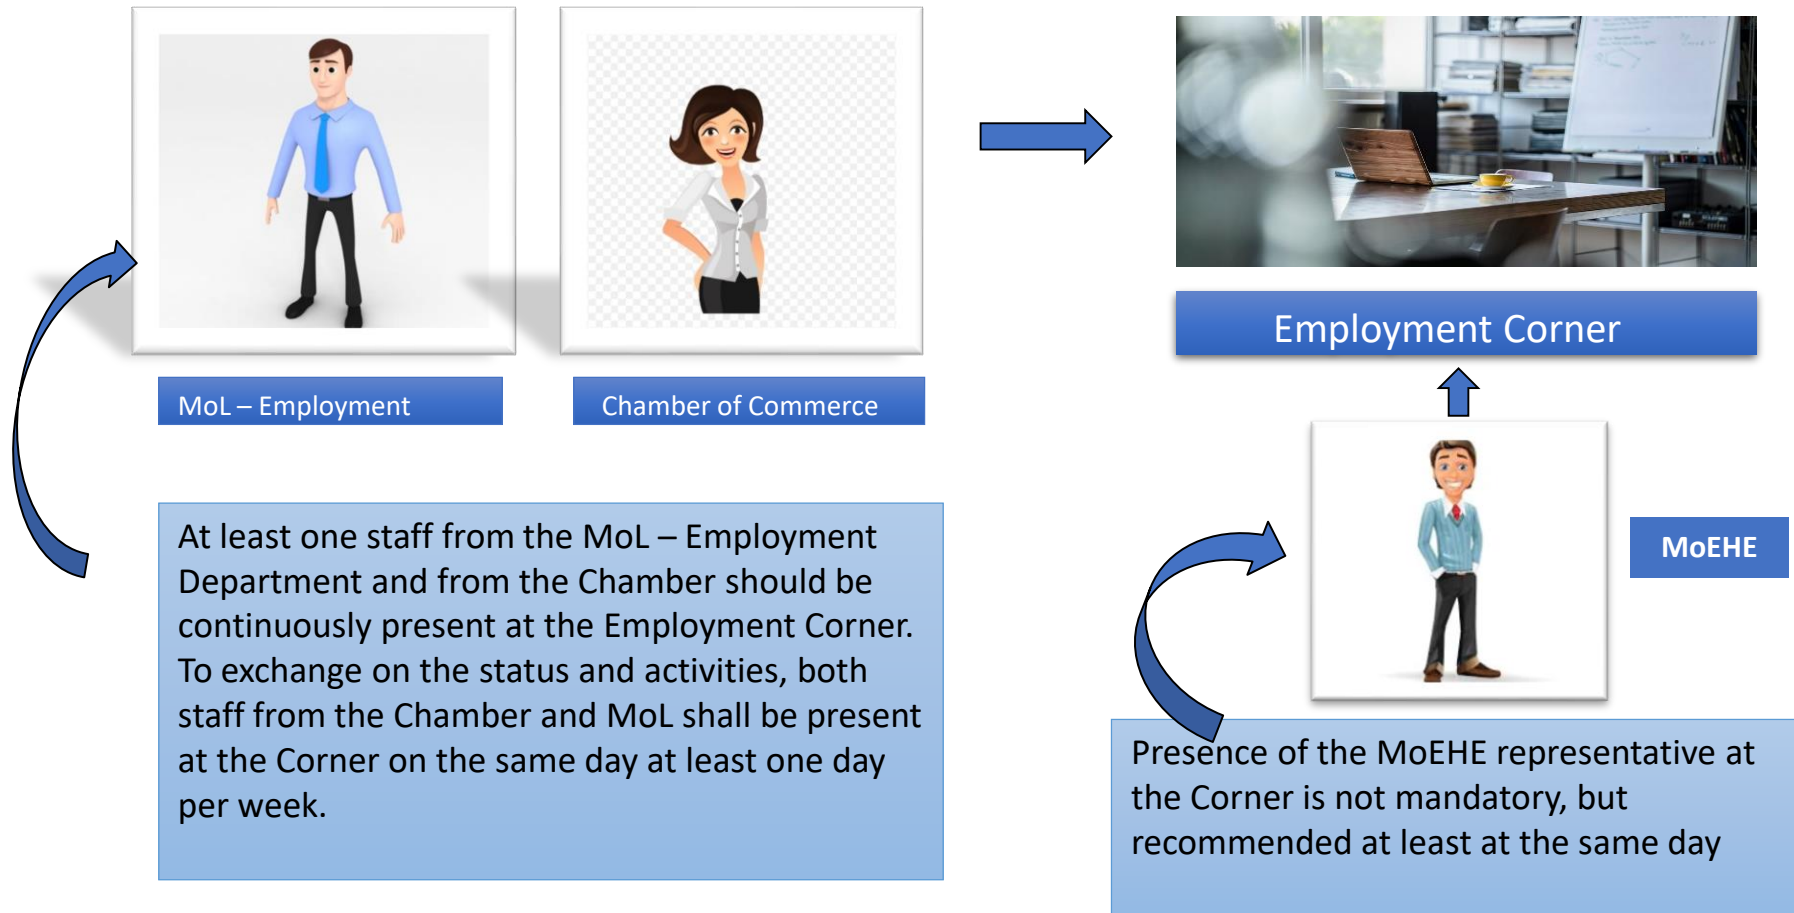 MoL – Employment
Chamber of Commerce
Employment Corner
At least one staff from the MoL – Employment
Department and from the Chamber should be
continuously present at the Employment Corner.
To exchange on the status and activities, both
staff from the Chamber and MoL shall be present
at the Corner on the same day at least one day
per week.
MoEHE
Presence of the MoEHE representative at
the Corner is not mandatory, but
recommended at least at the same day